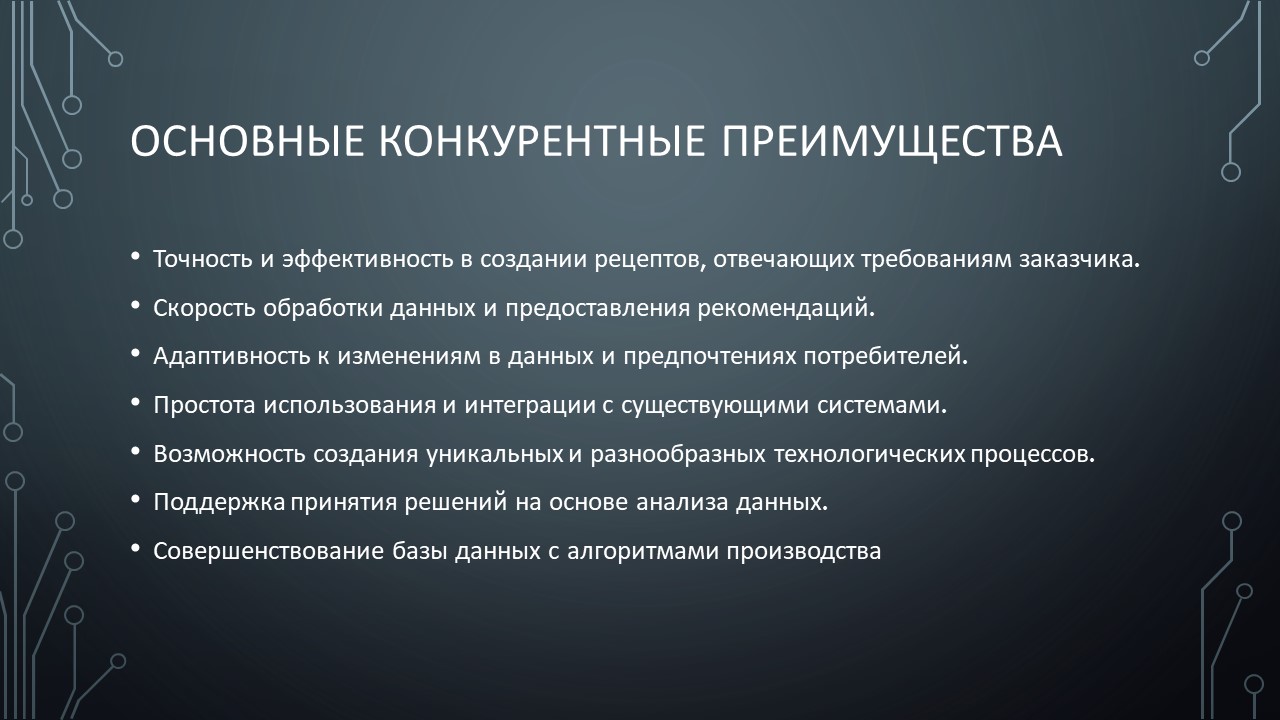 ОСНОВНЫЕ КОНКУРЕНТНЫЕ ПРЕИМУЩЕСТВА
• Точность и эффективность в создании рецептов, отвечающих требованиям заказчика.
• Скорость обработки данных и предоставления рекомендаций.
• Адаптивность к изменениям в данных и предпочтениях потребителей.
• Простота использования и интеграции с существующими системами.
• Возможность создания уникальных и разнообразных технологических процессов.
• Поддержка принятия решений на основе анализа данных.
• Совершенствование базы данных с алгоритмами производства